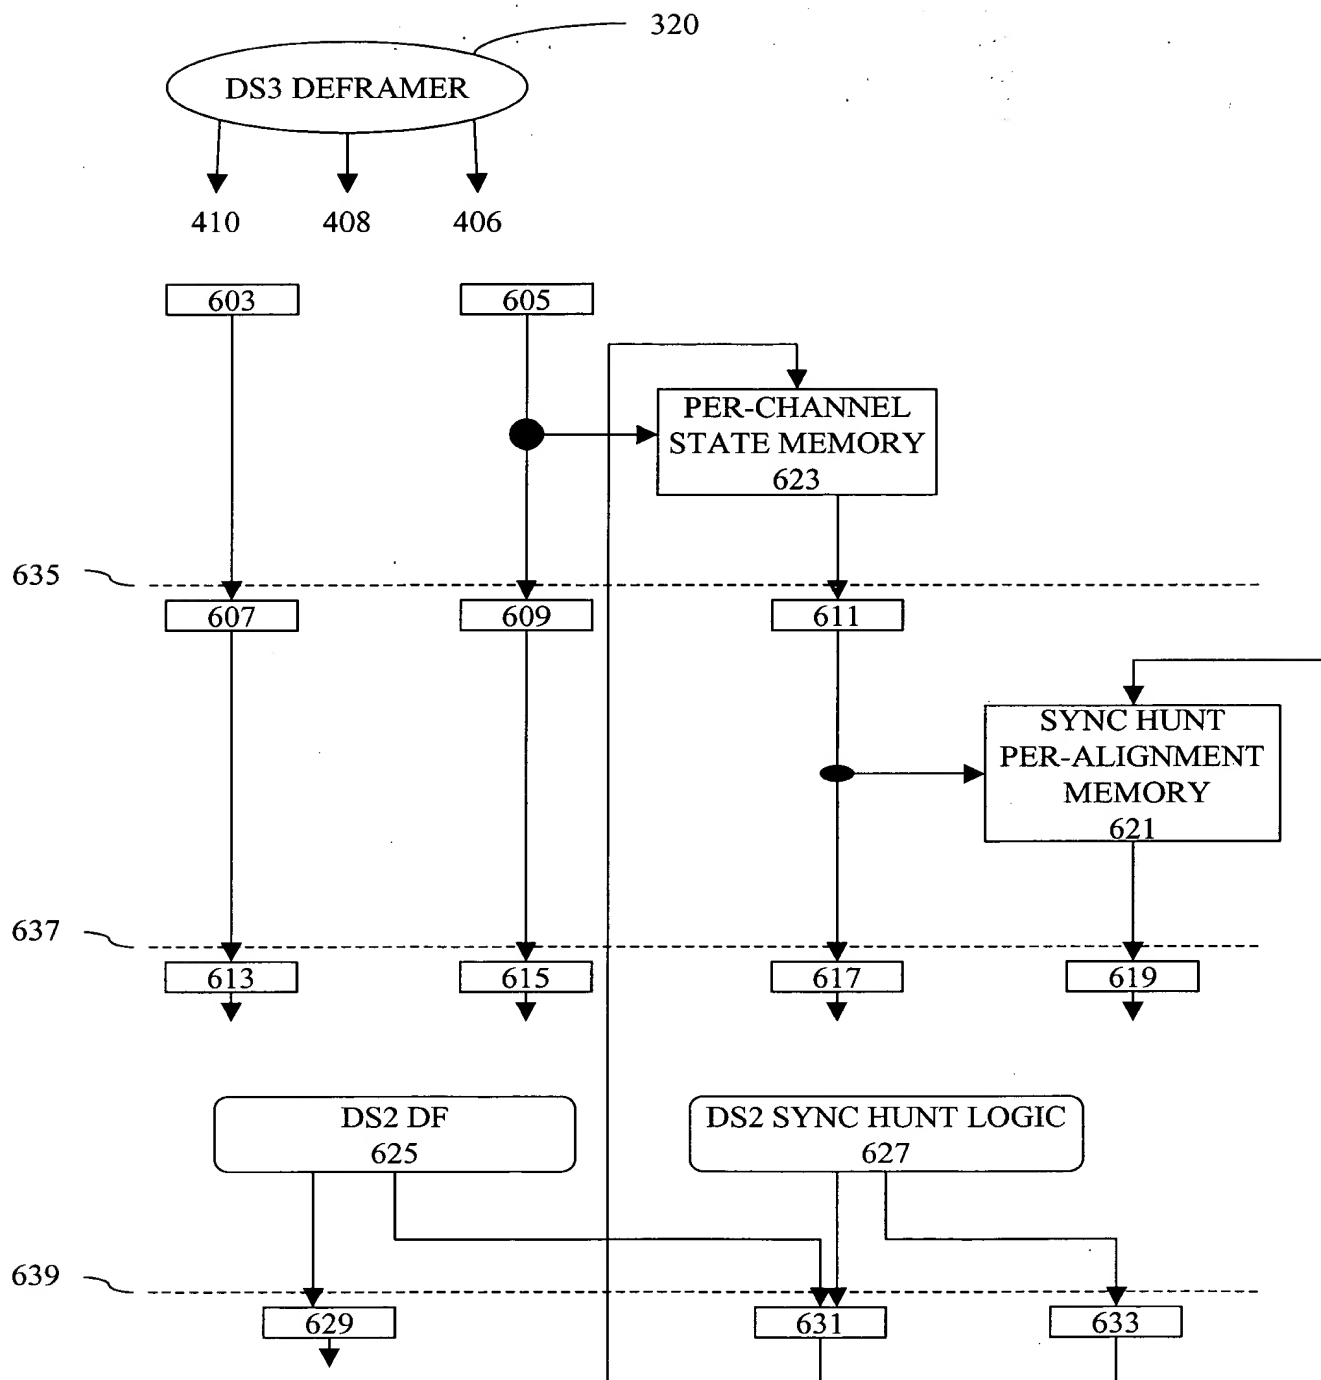 320
DS3 DEFRAMER
410 408 406
603 605
PER-CHANNEL
STATE MEMORY
623
635
607 609 611
SYNC HUNT
PER-ALIGNMENT
MEMORY
621
637
613 615 617 619
DS2 DF
625
DS2 SYNC HUNT LOGIC
627
639
629 631 633